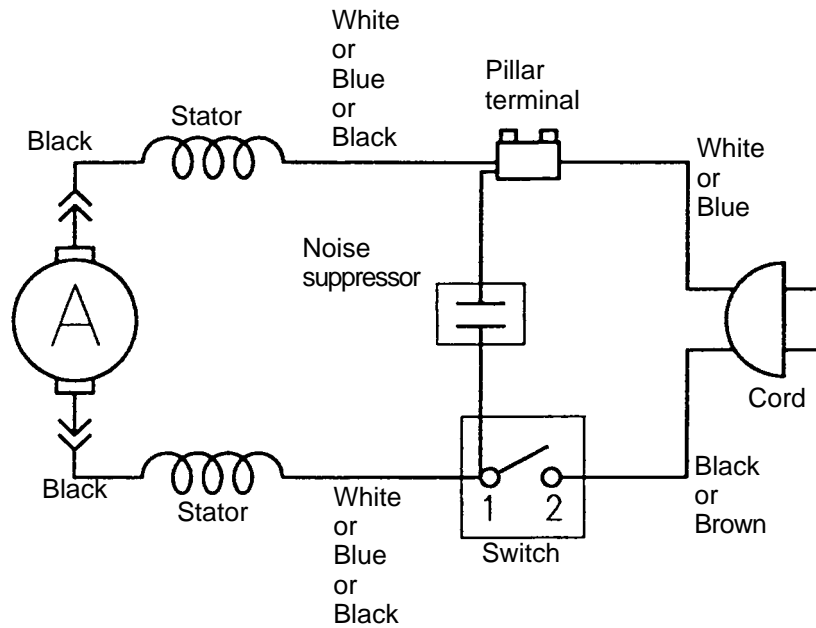 White
or
Blue
or
Black
Pillar
terminal
Stator
Black
White
or
Blue
Noise
suppressor
A
Cord
Black
Stator
White
or
Blue
or
Black
1 2
Switch
Black
or
Brown